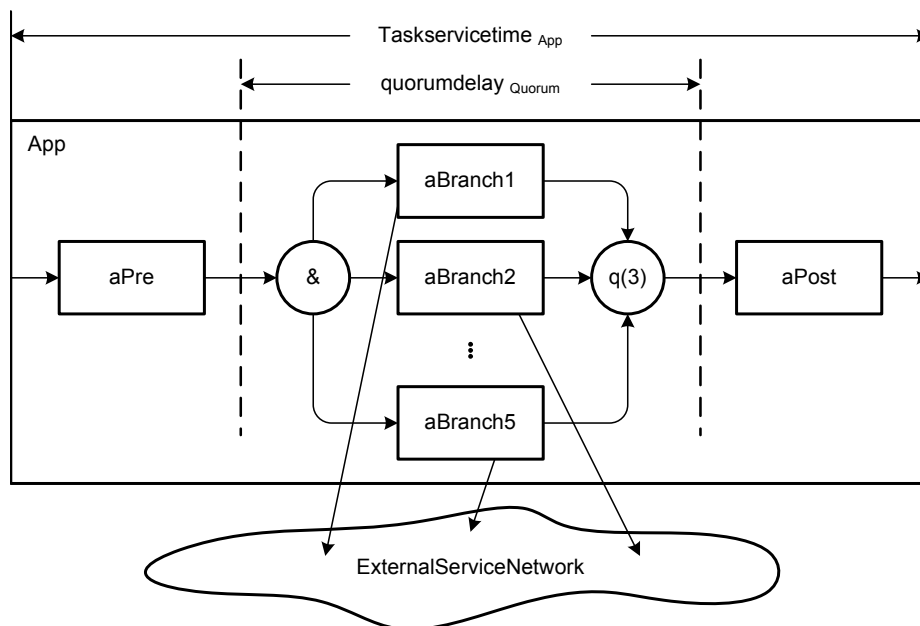 Taskservicetime App
quorumdelay Quorum
App
aBranch1
aPre
&
aBranch2
q(3)
aPost
aBranch5
ExternalServiceNetwork